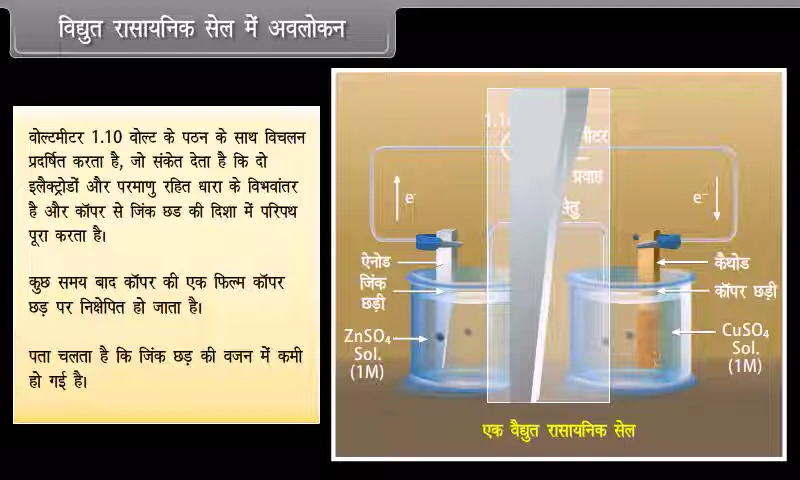 विद्युत रासायनिक सेल में अवलोकन
वोल्टमीटर 1.10 वोल्ट के पठन के साथ विचलन
प्रदर्षित करता है, जो संकेत देता है कि दो
इलैक्ट्रोडों और परमाणु रहित धारा के विभवांतर
है और कॉपर से जिंक छड की दिशा में परिपथ
पूरा करता है।
कुछ समय बाद कॉपर की एक फिल्म कॉपर
छड़ पर निक्षेपित हो जाता है।
पता चलता है कि जिंक छड़ की वजन में कमी
हो गई है।
प्रवाह
e⁻
e⁻
ऐनोड
जिंक
छड़ी
कैथोड
कॉपर छड़ी
ZnSO₄
Sol.
(1M)
CuSO₄
Sol.
(1M)
एक वैद्युत रासायनिक सेल